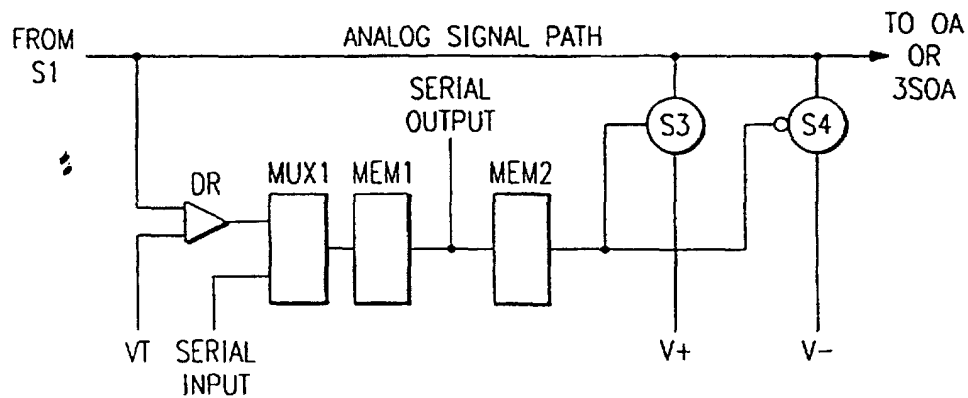 FROM
S1
ANALOG SIGNAL PATH
TO OA
OR
3SOA
SERIAL
OUTPUT
S3
S4
DR
MUX1
MEM1
MEM2
VT
SERIAL
INPUT
V+
V-